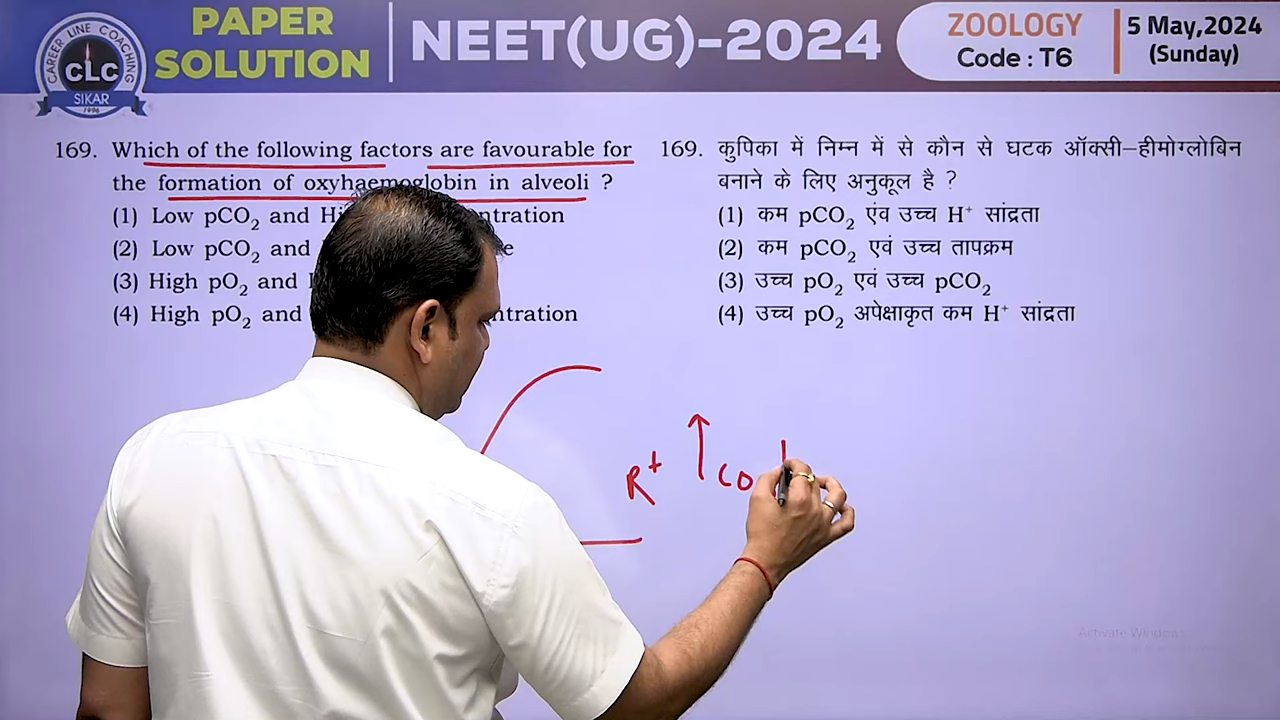 CAREER LINE COACHING
CLC
SIKAR
1996
PAPER
SOLUTION
NEET(UG)-2024
ZOOLOGY
Code : T6
5 May,2024
(Sunday)
169. Which of the following factors are favourable for
the formation of oxyhaemoglobin in alveoli ?
(1) Low pCO₂ and ntration
(2) Low pCO₂ and
(3) High pO₂ and
(4) High pO₂ and ntration
169. कुपिका में निम्न में से कौन से घटक ऑक्सी–हीमोग्लोबिन
बनाने के लिए अनुकूल है ?
(1) कम pCO₂ एंव उच्च H⁺ सांद्रता
(2) कम pCO₂ एवं उच्च तापक्रम
(3) उच्च pO₂ एवं उच्च pCO₂
(4) उच्च pO₂ अपेक्षाकृत कम H⁺ सांद्रता
R⁺ ↑ CO
Activate Windows